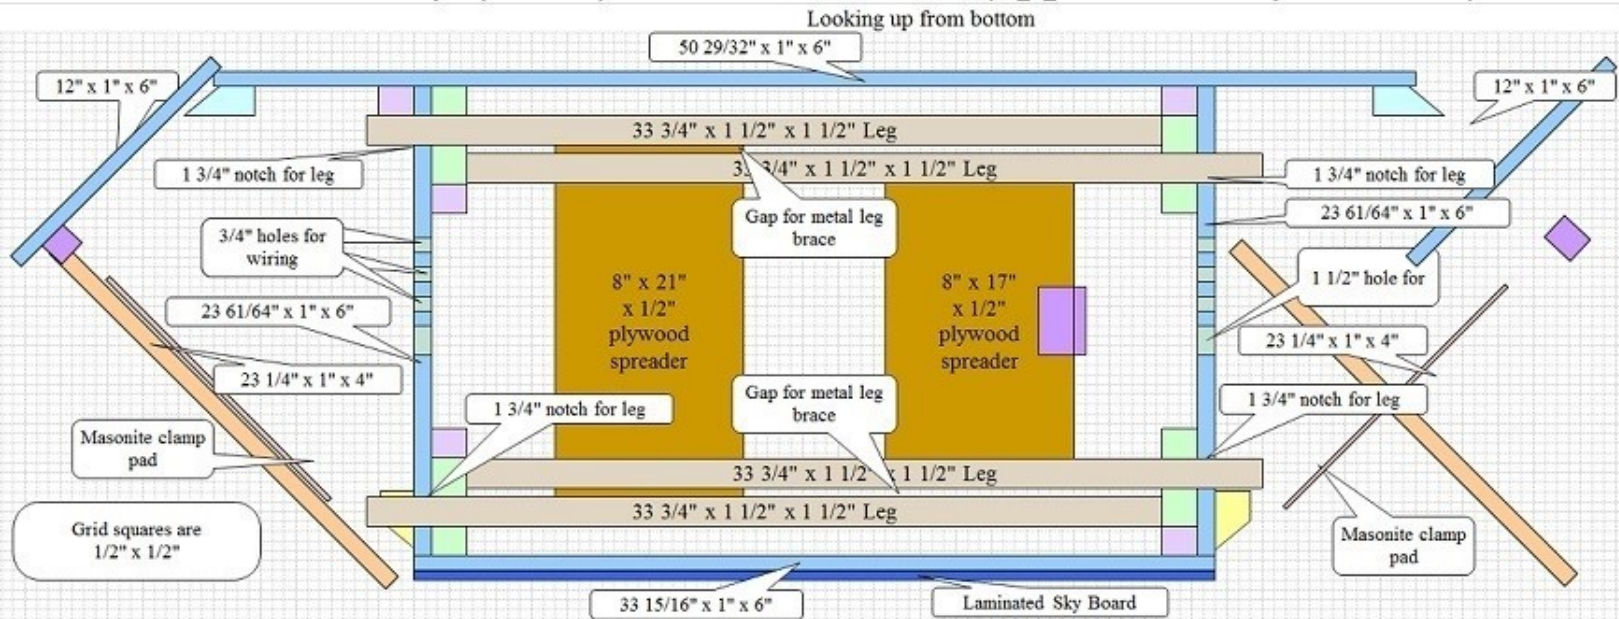 Looking up from bottom
50 29/32" x 1" x 6"
12" x 1" x 6"
12" x 1" x 6"
33 3/4" x 1 1/2" x 1 1/2" Leg
3/4" x 1 1/2" x 1 1/2" Leg
1 3/4" notch for leg
1 3/4" notch for leg
23 61/64" x 1" x 6"
Gap for metal leg
brace
3/4" holes for
wiring
1 1/2" hole for
8" x 21"
x 1/2"
plywood
spreader
8" x 17"
x 1/2"
plywood
spreader
23 61/64" x 1" x 6"
23 1/4" x 1" x 4"
23 1/4" x 1" x 4"
Gap for metal leg
brace
1 3/4" notch for leg
1 3/4" notch for leg
Masonite clamp
pad
33 3/4" x 1 1/2" x 1 1/2" Leg
33 3/4" x 1 1/2" x 1 1/2" Leg
Grid squares are
1/2" x 1/2"
Masonite clamp
pad
33 15/16" x 1" x 6"
Laminated Sky Board